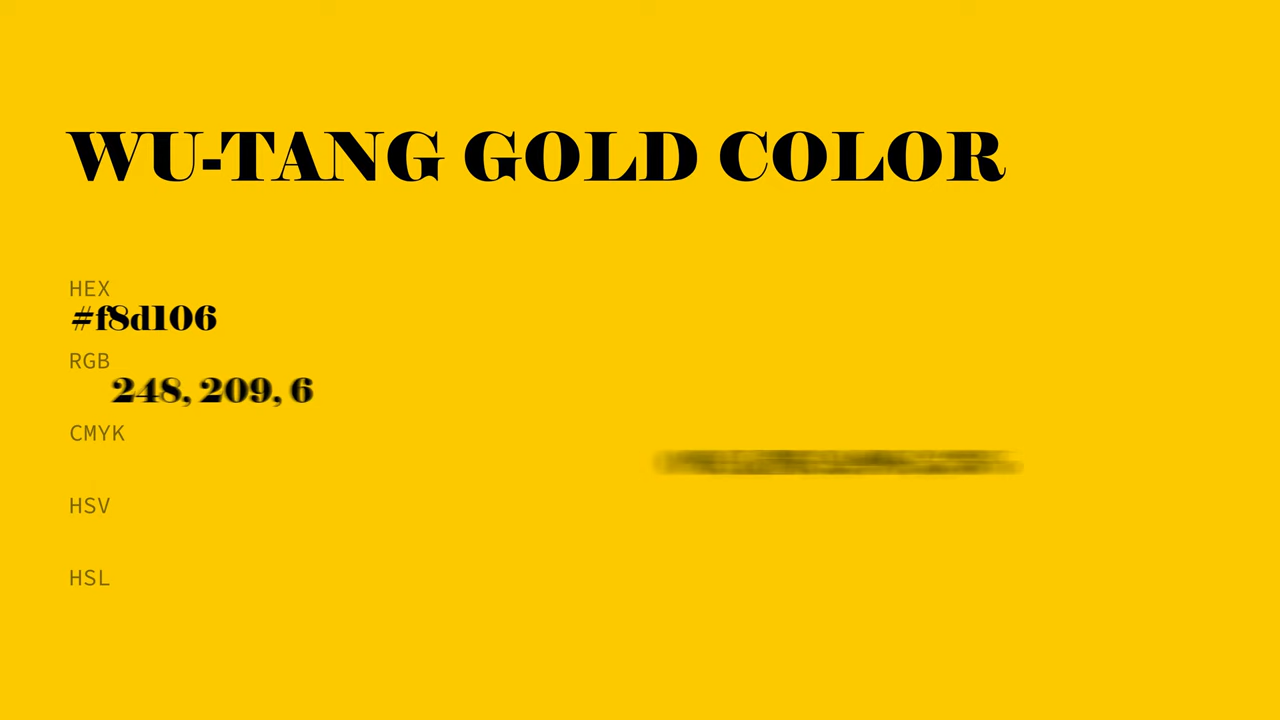 WU-TANG GOLD COLOR
HEX
#f8d106
RGB
248, 209, 6
CMYK
HSV
HSL